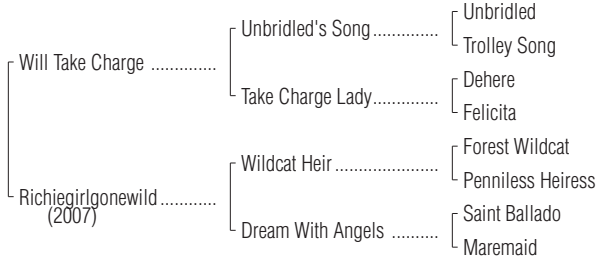 Unbridled
Unbridled's Song..............
Trolley Song
Will Take Charge ..............
Dehere
Take Charge Lady..............
Felicita
Forest Wildcat
Wildcat Heir ......................
Penniless Heiress
Richiegirlgonewild............
(2007)
Saint Ballado
Dream With Angels ..........
Maremaid